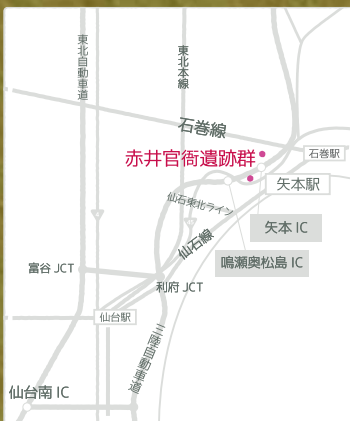 東北自動車道
東北本線
石巻線
赤井官衙遺跡群
石巻駅
矢本駅
仙石東北ライン
矢本 IC
仙石線
鳴瀬奥松島 IC
富谷 JCT
利府 JCT
仙台駅
三陸自動車道
仙台南 IC